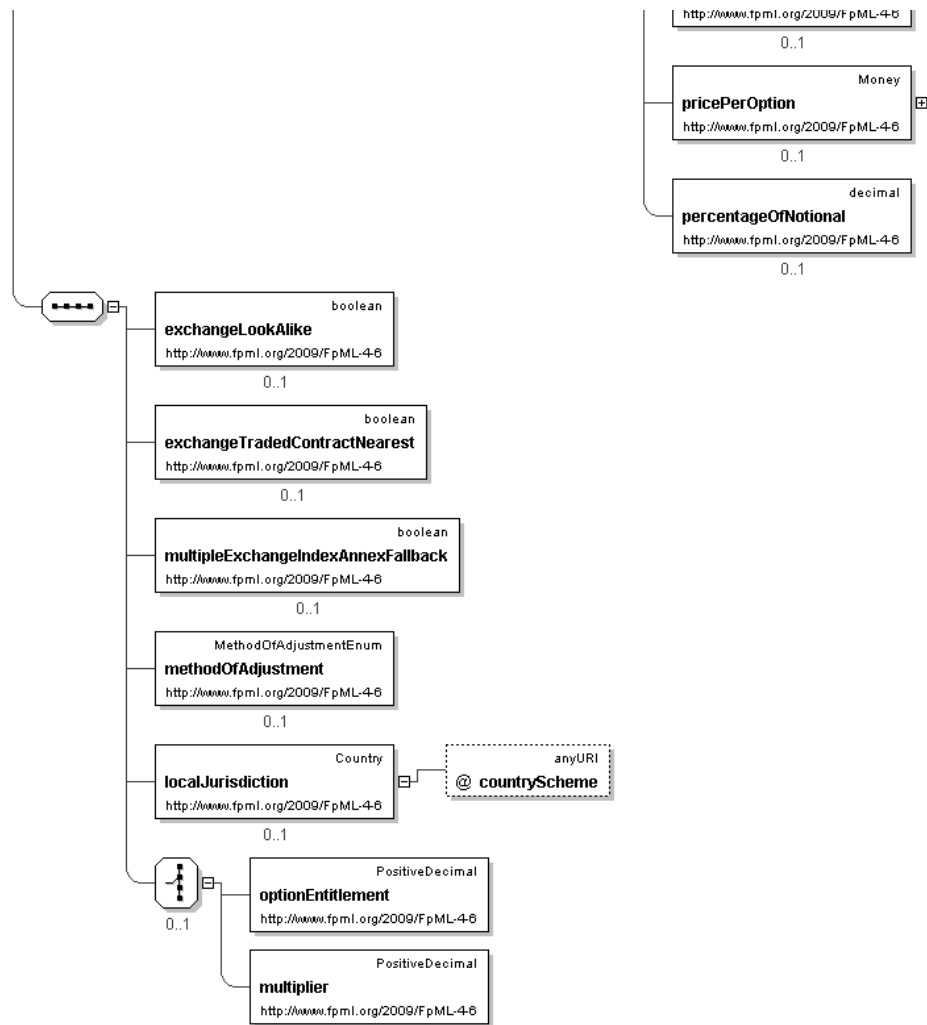 http://www.fpml.org/2009/FpML-4-6
0..1
Money
pricePerOption
http://www.fpml.org/2009/FpML-4-6
0..1
decimal
percentageOfNotional
http://www.fpml.org/2009/FpML-4-6
0..1
boolean
exchangeLookAlike
http://www.fpml.org/2009/FpML-4-6
0..1
boolean
exchangeTradedContractNearest
http://www.fpml.org/2009/FpML-4-6
0..1
boolean
multipleExchangeIndexAnnexFallback
http://www.fpml.org/2009/FpML-4-6
0..1
MethodOfAdjustmentEnum
methodOfAdjustment
http://www.fpml.org/2009/FpML-4-6
0..1
Country
localJurisdiction
http://www.fpml.org/2009/FpML-4-6
0..1
anyURI
@ countryScheme
0..1
PositiveDecimal
optionEntitlement
http://www.fpml.org/2009/FpML-4-6
PositiveDecimal
multiplier
http://www.fpml.org/2009/FpML-4-6